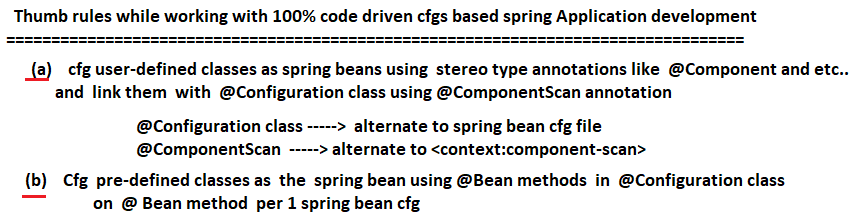 Thumb rules while working with 100% code driven cfgs based spring Application development
==================================================================================
(a) cfg user-defined classes as spring beans using stereo type annotations like @Component and etc..
and link them with @Configuration class using @ComponentScan annotation
@Configuration class -----> alternate to spring bean cfg file
@ComponentScan -----> alternate to <context:component-scan>
(b) Cfg pre-defined classes as the spring bean using @Bean methods in @Configuration class
on @ Bean method per 1 spring bean cfg